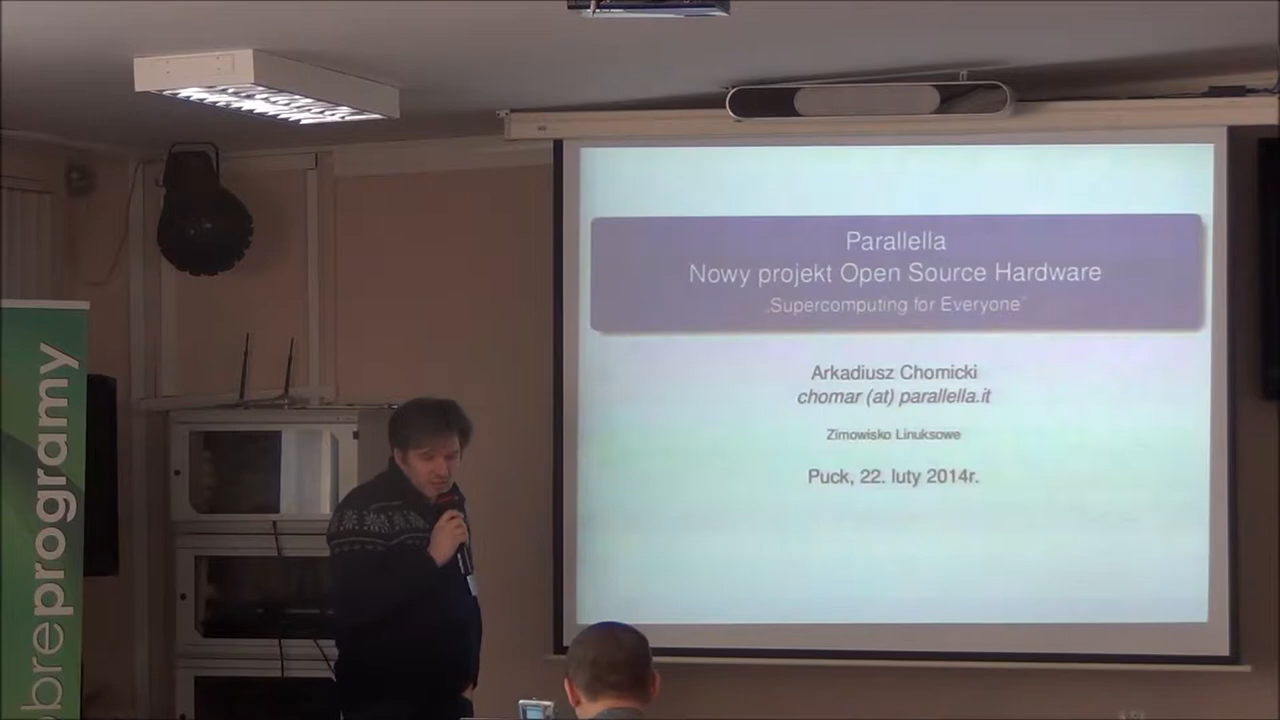 Parallella
Nowy projekt Open Source Hardware
„Supercomputing for Everyone”
Arkadiusz Chomicki
chomar (at) parallella.it
Zimowisko Linuksowe
Puck, 22. luty 2014r.
obreprogramy